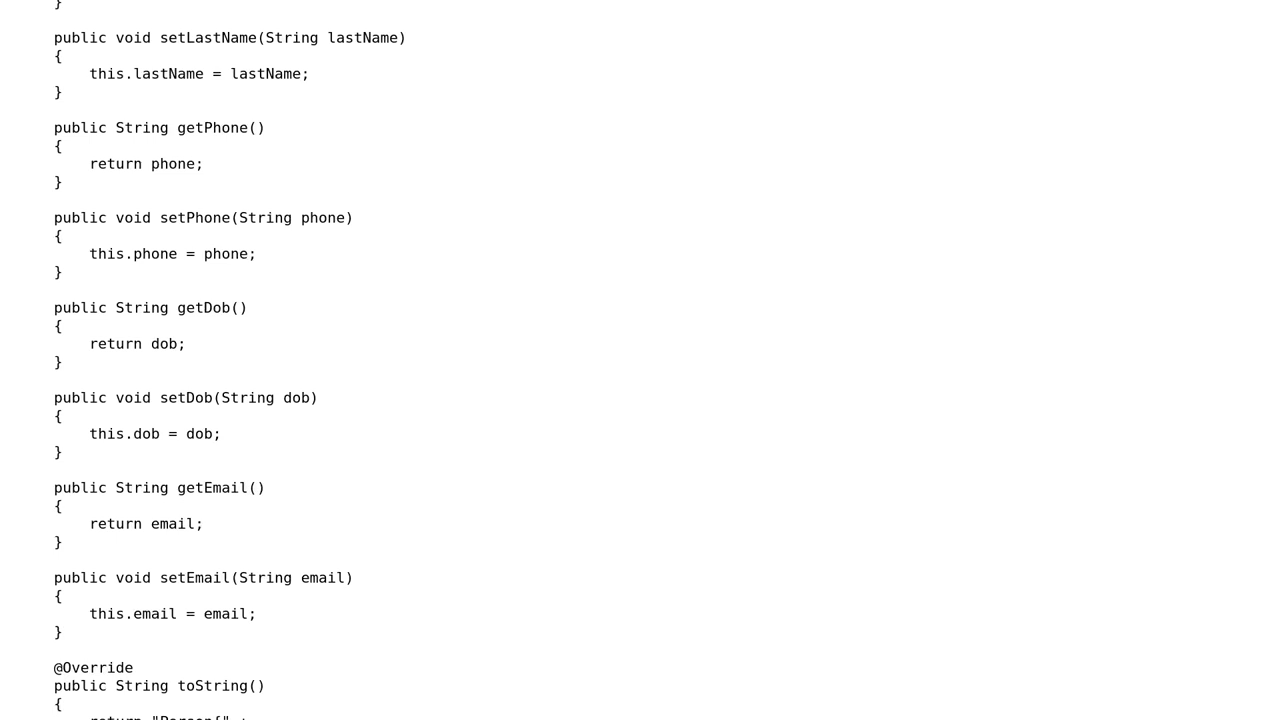 }

    public void setLastName(String lastName)
    {
        this.lastName = lastName;
    }

    public String getPhone()
    {
        return phone;
    }

    public void setPhone(String phone)
    {
        this.phone = phone;
    }

    public String getDob()
    {
        return dob;
    }

    public void setDob(String dob)
    {
        this.dob = dob;
    }

    public String getEmail()
    {
        return email;
    }

    public void setEmail(String email)
    {
        this.email = email;
    }

    @Override
    public String toString()
    {
        return "Person{" +